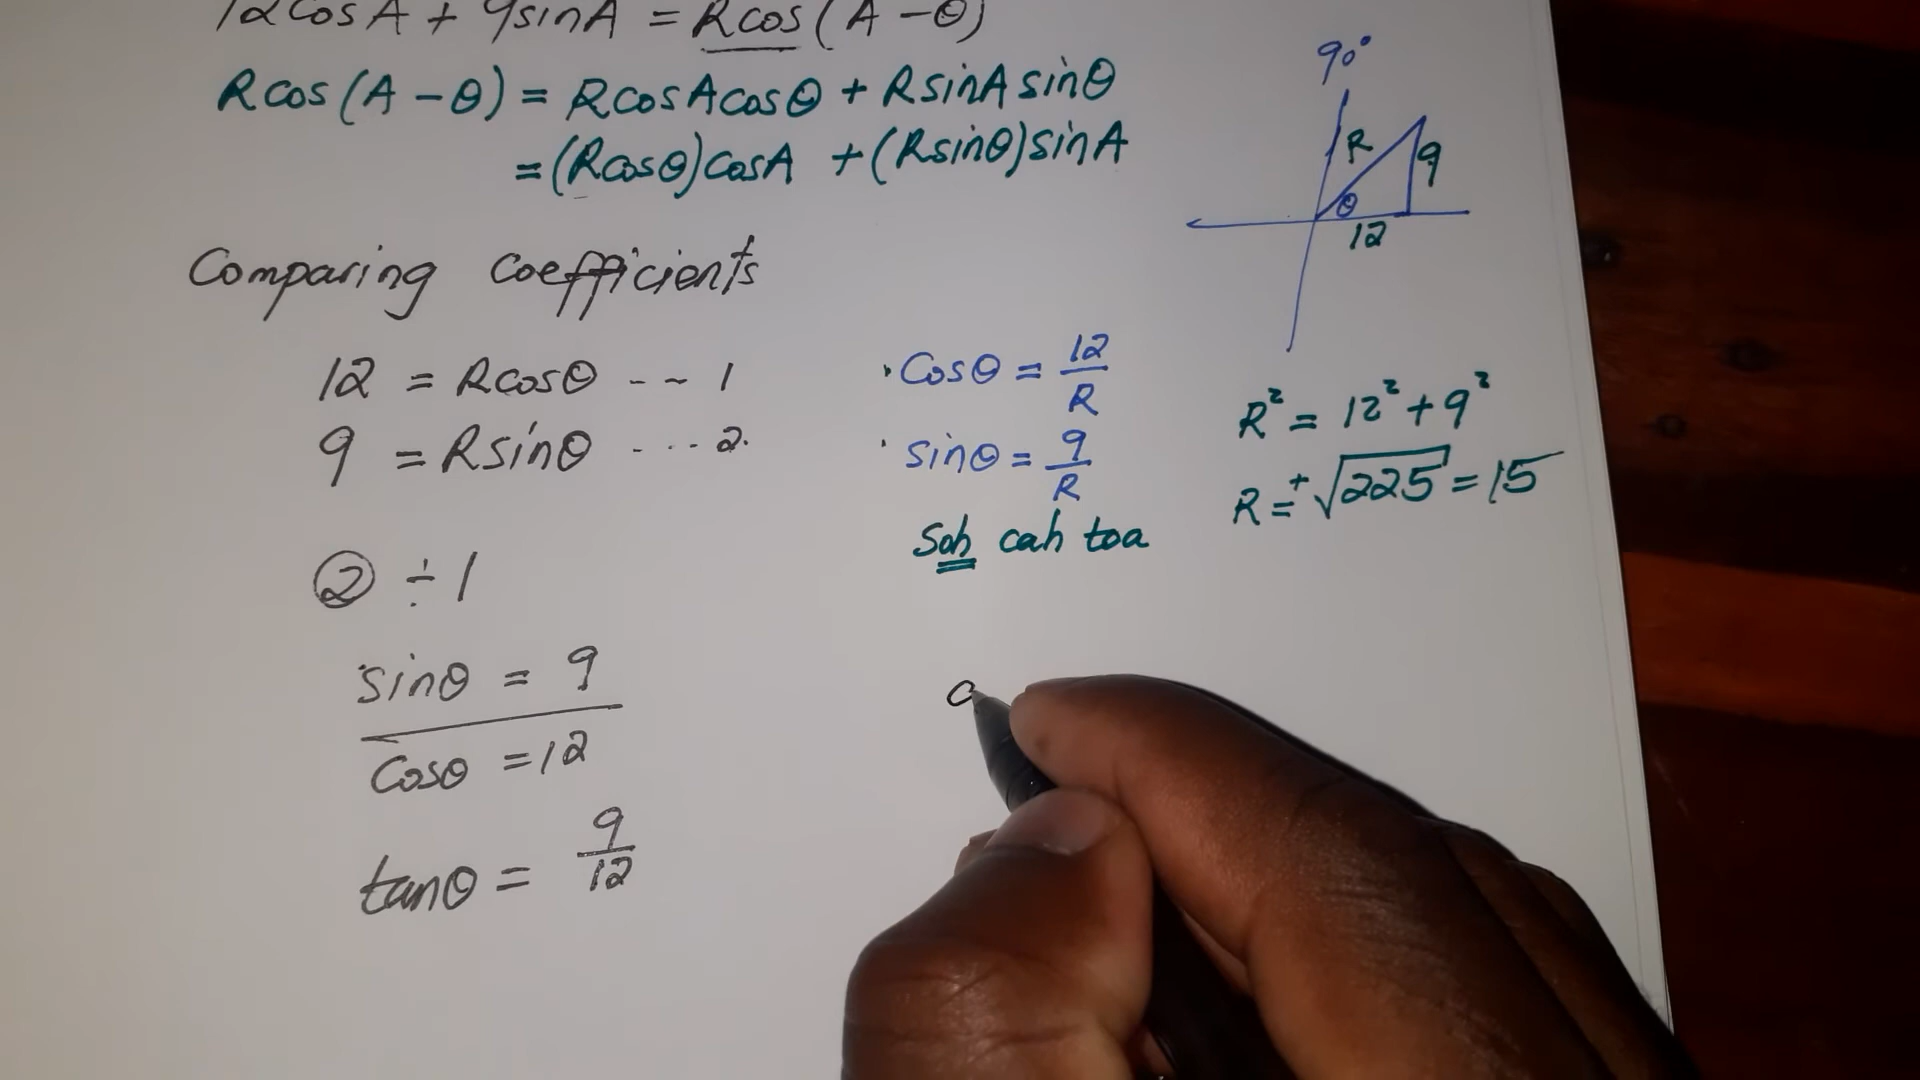 12cosA + 9sinA = Rcos(A - θ)
Rcos(A - θ) = RcosAcosθ + RsinAsinθ
= (Rcosθ)cosA + (Rsinθ)sinA
Comparing coefficients
12 = Rcosθ -- 1
9 = Rsinθ ... 2.
② ÷ 1
sinθ = 9
cosθ = 12
tanθ = 9/12
Cosθ = 12/R
sinθ = 9/R
Soh cah toa
90°
R
9
θ
12
R² = 12² + 9²
R = ±√225 = 15